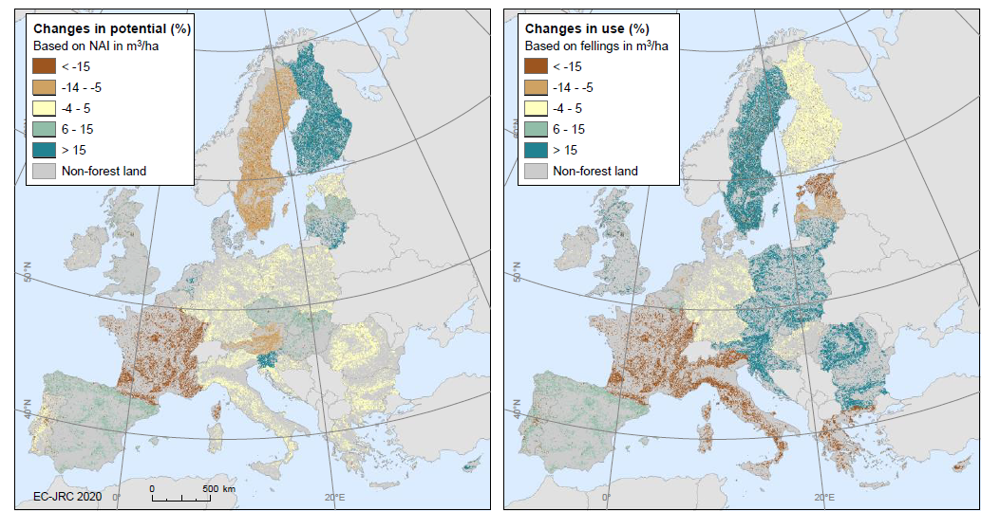 Changes in potential (%)
Based on NAI in m³/ha
< -15
-14 - -5
-4 - 5
6 - 15
> 15
Non-forest land
50°N
40°N
EC-JRC 2020
0°
0 500 km
20°E
Changes in use (%)
Based on fellings in m³/ha
< -15
-14 - -5
-4 - 5
6 - 15
> 15
Non-forest land
50°N
40°N
0°
20°E